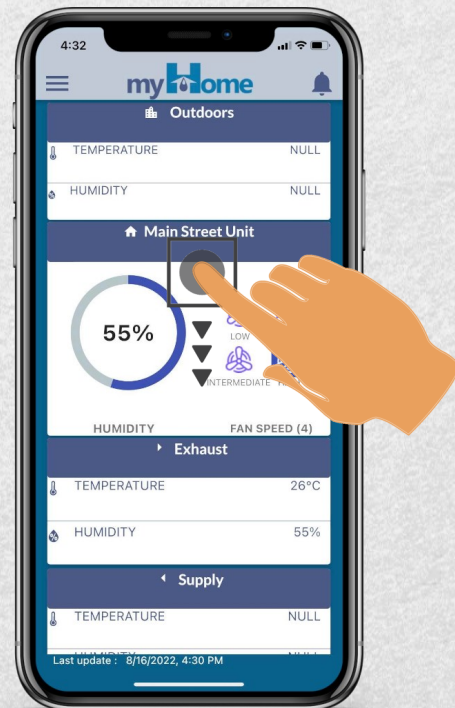 4:32
myHome
Outdoors
TEMPERATURE NULL
HUMIDITY NULL
Main Street Unit
55%
LOW
INTERMEDIATE
HUMIDITY FAN SPEED (4)
Exhaust
TEMPERATURE 26°C
HUMIDITY 55%
Supply
TEMPERATURE NULL
Last update : 8/16/2022, 4:30 PM